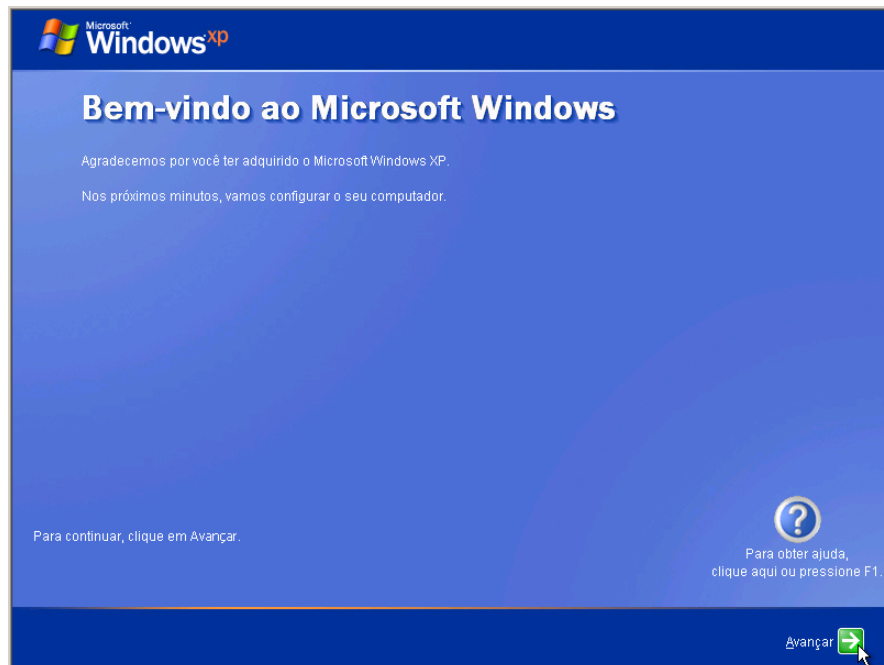 Microsoft
Windows xp
Bem-vindo ao Microsoft Windows
Agradecemos por você ter adquirido o Microsoft Windows XP.
Nos próximos minutos, vamos configurar o seu computador.
Para continuar, clique em Avançar.
Para obter ajuda,
clique aqui ou pressione F1.
Avançar